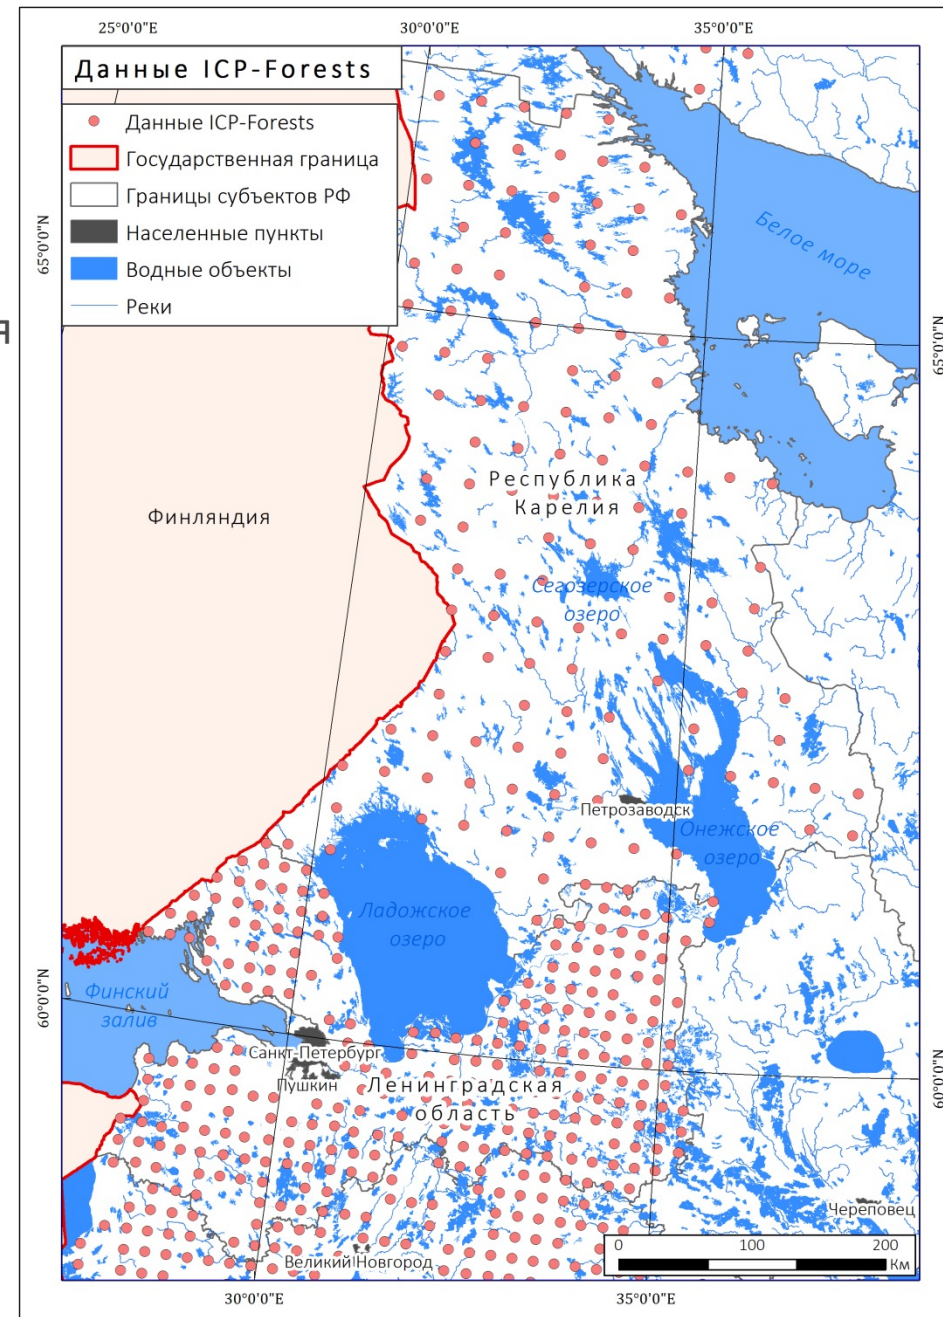 25°0'0"E 30°0'0"E 35°0'0"E
Данные ICP-Forests
Данные ICP-Forests
Государственная граница
Границы субъектов РФ
Населенные пункты
Водные объекты
Реки
65°0'0"N
Белое море
я
65°0'0"N
Финляндия
Республика
Карелия
Сегозерское
озеро
Петрозаводск
Онежское
озеро
Ладожское
озеро
60°0'0"N
Финский
залив
Санкт-Петербург
Пушкин
Ленинградская
область
60°0'0"N
Череповец
Великий Новгород
0 100 200
Км
30°0'0"E 35°0'0"E